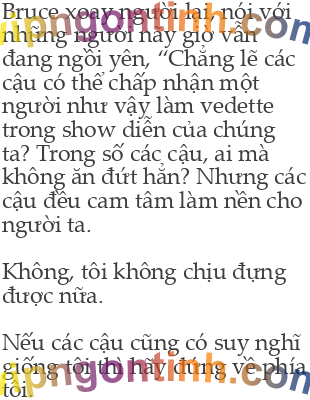 Bruce xoay người lại, nói với
những người nãy giờ vẫn
đang ngồi yên, “Chẳng lẽ các
cậu có thể chấp nhận một
người như vậy làm vedette
trong show diễn của chúng
ta? Trong số các cậu, ai mà
không ăn đứt hắn? Nhưng các
cậu đều cam tâm làm nền cho
người ta.
Không, tôi không chịu đựng
được nữa.
Nếu các cậu cũng có suy nghĩ
giống tôi thì hãy đứng về phía
tôi.
apngontinh.com